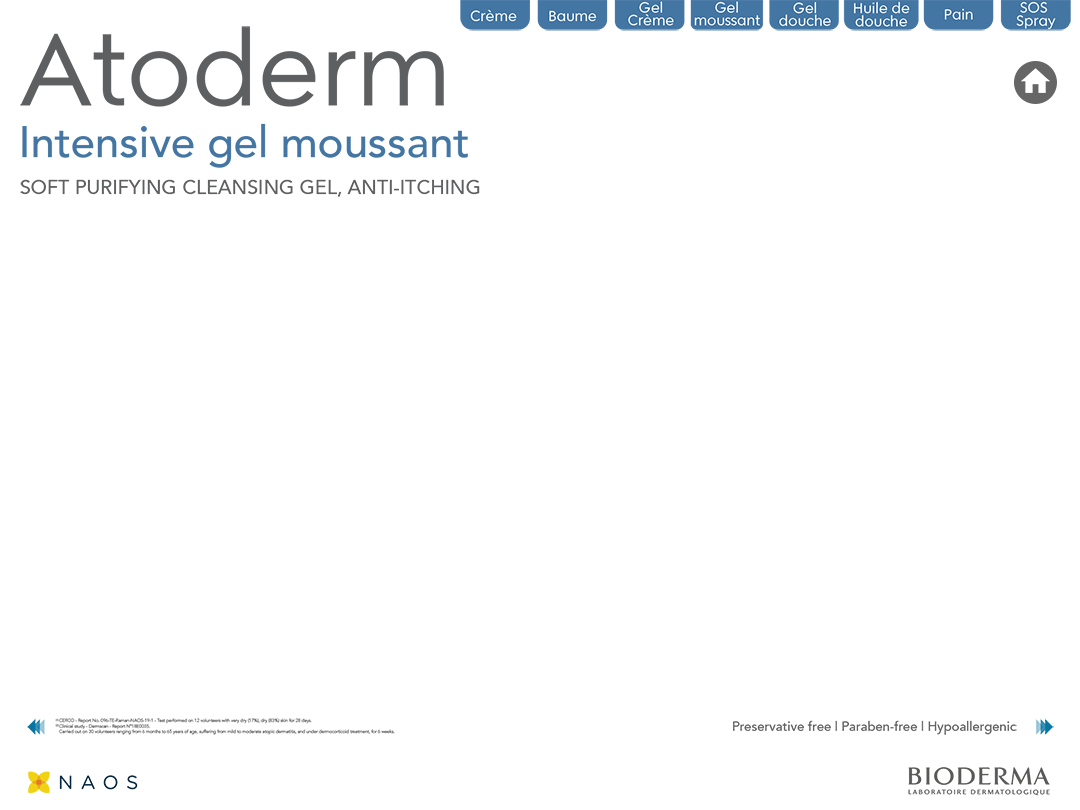 Crème
Baume
Gel
Crème
Gel
moussant
Gel
douche
Huile de
douche
Pain
SOS
Spray
Atoderm
Intensive gel moussant
SOFT PURIFYING CLEANSING GEL, ANTI-ITCHING
(1) CERCO - Report No. 096-TE-Raman-NAOS-19-1 - Test performed on 12 volunteers with very dry (17%), dry (83%) skin for 28 days.
(2) Clinical study - Dermscan - Report N°18E0035.
Carried out on 30 volunteers ranging from 6 months to 65 years of age, suffering from mild to moderate atopic dermatitis, and under dermocorticoid treatment, for 6 weeks.
Preservative free | Paraben-free | Hypoallergenic
NAOS
BIODERMA
LABORATOIRE DERMATOLOGIQUE